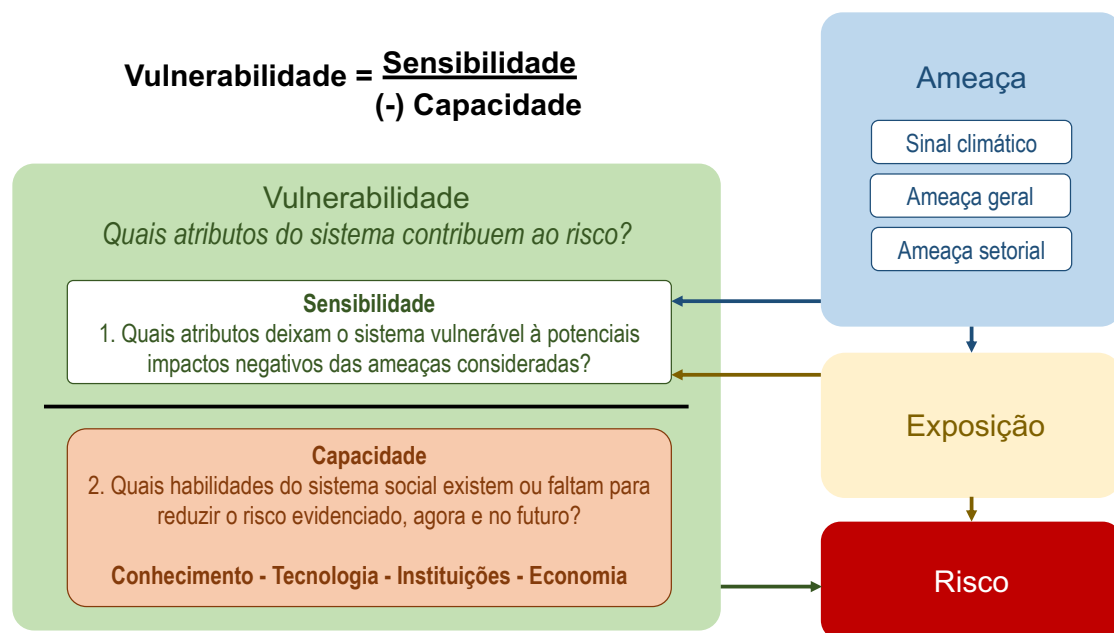 Vulnerabilidade = Sensibilidade
(-) Capacidade
Vulnerabilidade
Quais atributos do sistema contribuem ao risco?
Sensibilidade
1. Quais atributos deixam o sistema vulnerável à potenciais
impactos negativos das ameaças consideradas?
Capacidade
2. Quais habilidades do sistema social existem ou faltam para
reduzir o risco evidenciado, agora e no futuro?
Conhecimento - Tecnologia - Instituições - Economia
Ameaça
Sinal climático
Ameaça geral
Ameaça setorial
Exposição
Risco